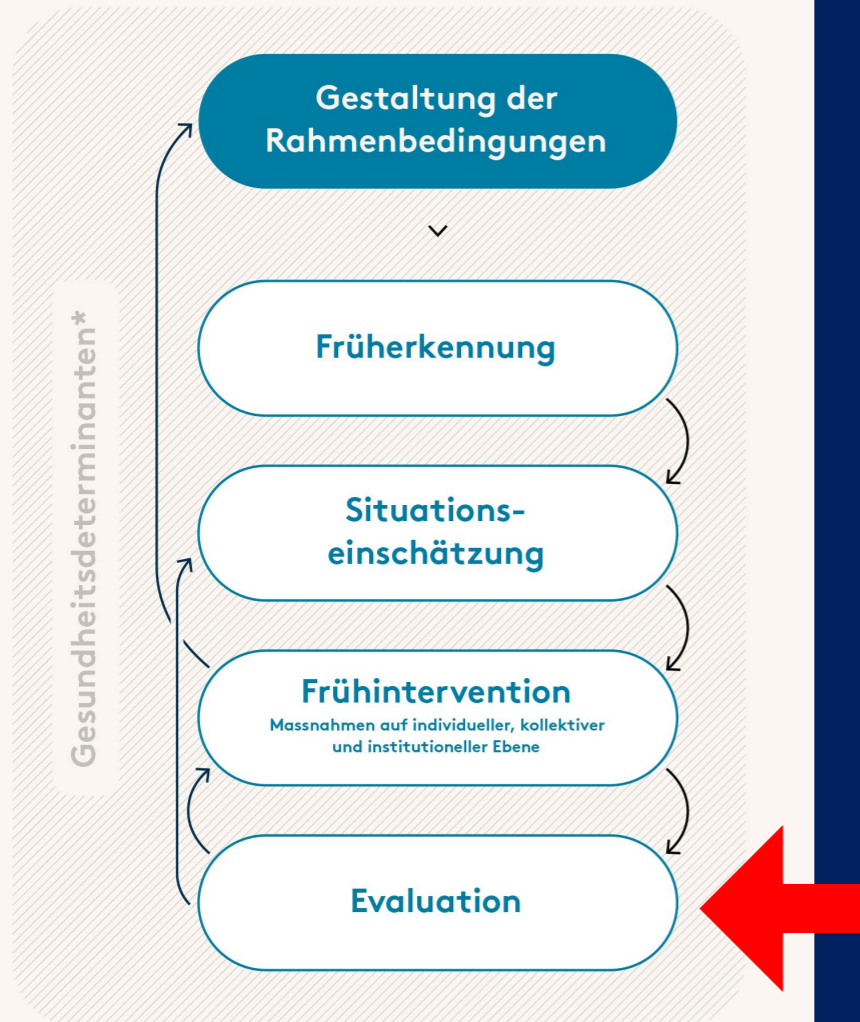 Gestaltung der
Rahmenbedingungen
Gesundheitsdeterminanten*
Früherkennung
Situations-
einschätzung
Frühintervention
Massnahmen auf individueller, kollektiver
und institutioneller Ebene
Evaluation